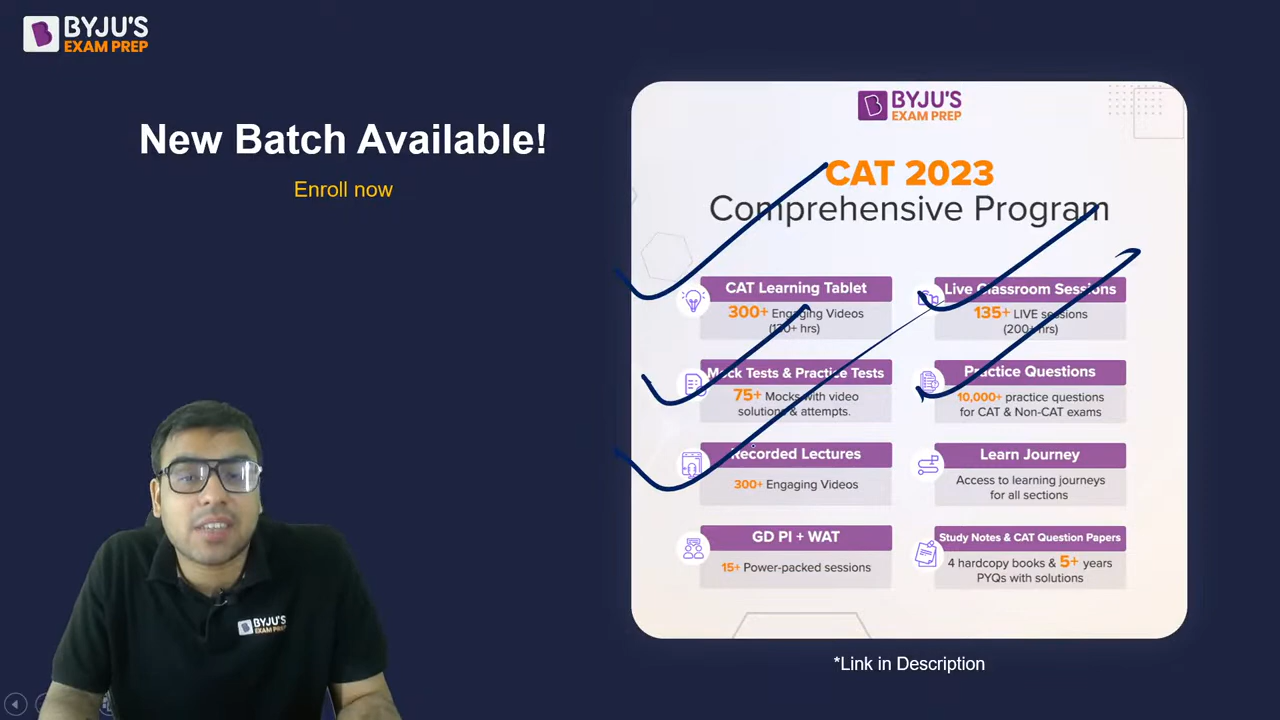 BYJU'S
EXAM PREP
New Batch Available!
Enroll now
BYJU'S
EXAM PREP
CAT 2023
Comprehensive Program
CAT Learning Tablet
300+ Engaging Videos
(130+ hrs)
Live Classroom Sessions
135+ LIVE sessions
(200+ hrs)
Mock Tests & Practice Tests
75+ Mocks with video
solutions & attempts.
Practice Questions
10,000+ practice questions
for CAT & Non-CAT exams
Recorded Lectures
300+ Engaging Videos
Learn Journey
Access to learning journeys
for all sections
GD PI + WAT
15+ Power-packed sessions
Study Notes & CAT Question Papers
4 hardcopy books & 5+ years
PYQs with solutions
*Link in Description
BYJU'S
EXAM PREP